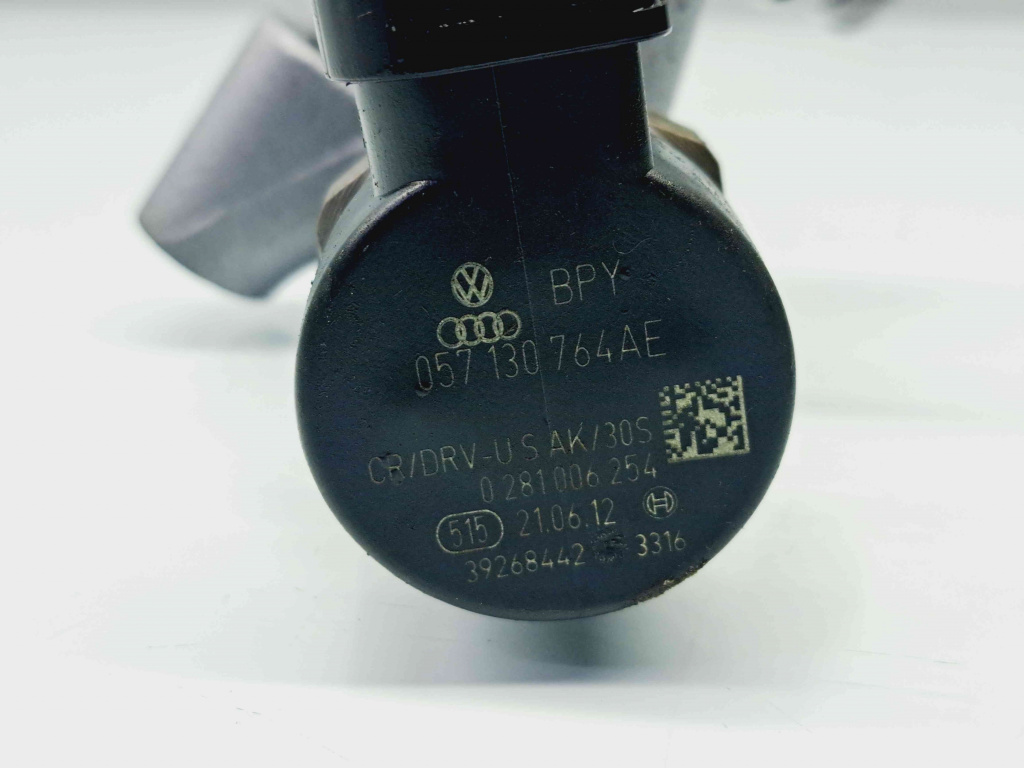 BPY
057 130 764AE
CR/DRV-U S AK/30S
0 281 006 254
515 21.06.12
39268442 3316